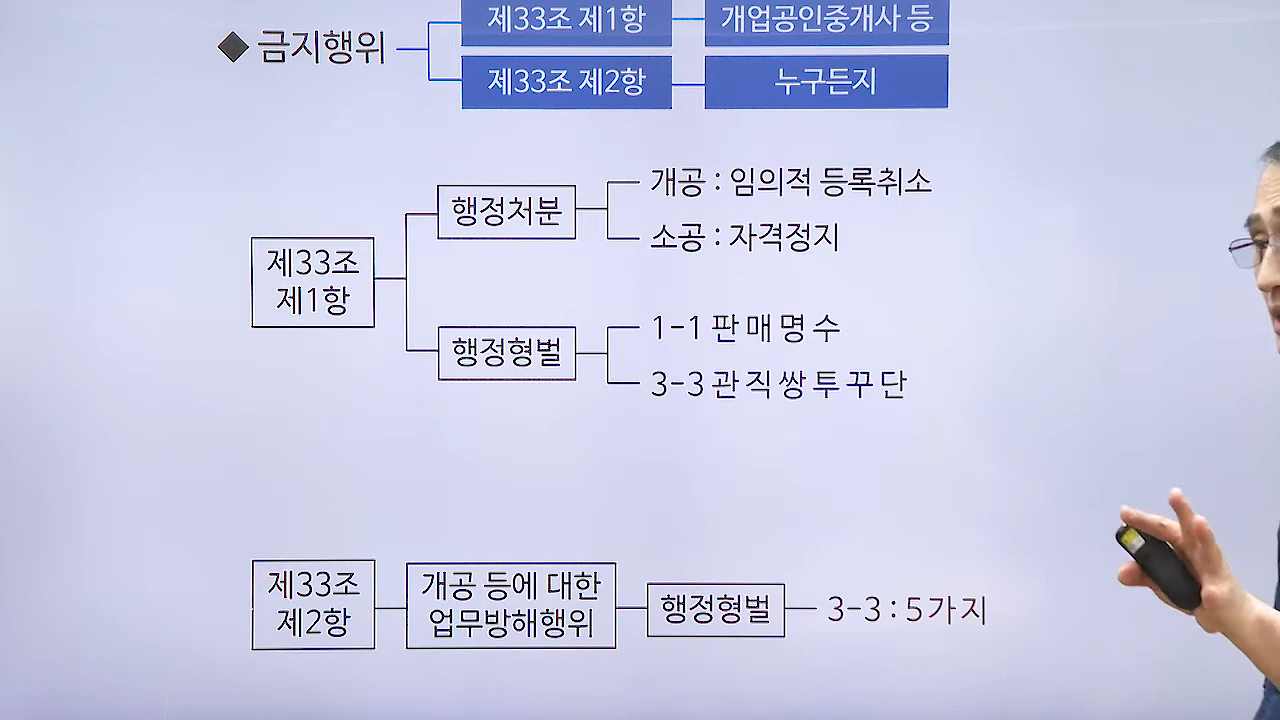 ◆ 금지행위
제33조 제1항
개업공인중개사 등
제33조 제2항
누구든지
제33조
제1항
행정처분
개공 : 임의적 등록취소
소공 : 자격정지
행정형벌
1-1 판 매 명 수
3-3 관 직 쌍 투 꾸 단
제33조
제2항
개공 등에 대한
업무방해행위
행정형벌
3-3 : 5가지